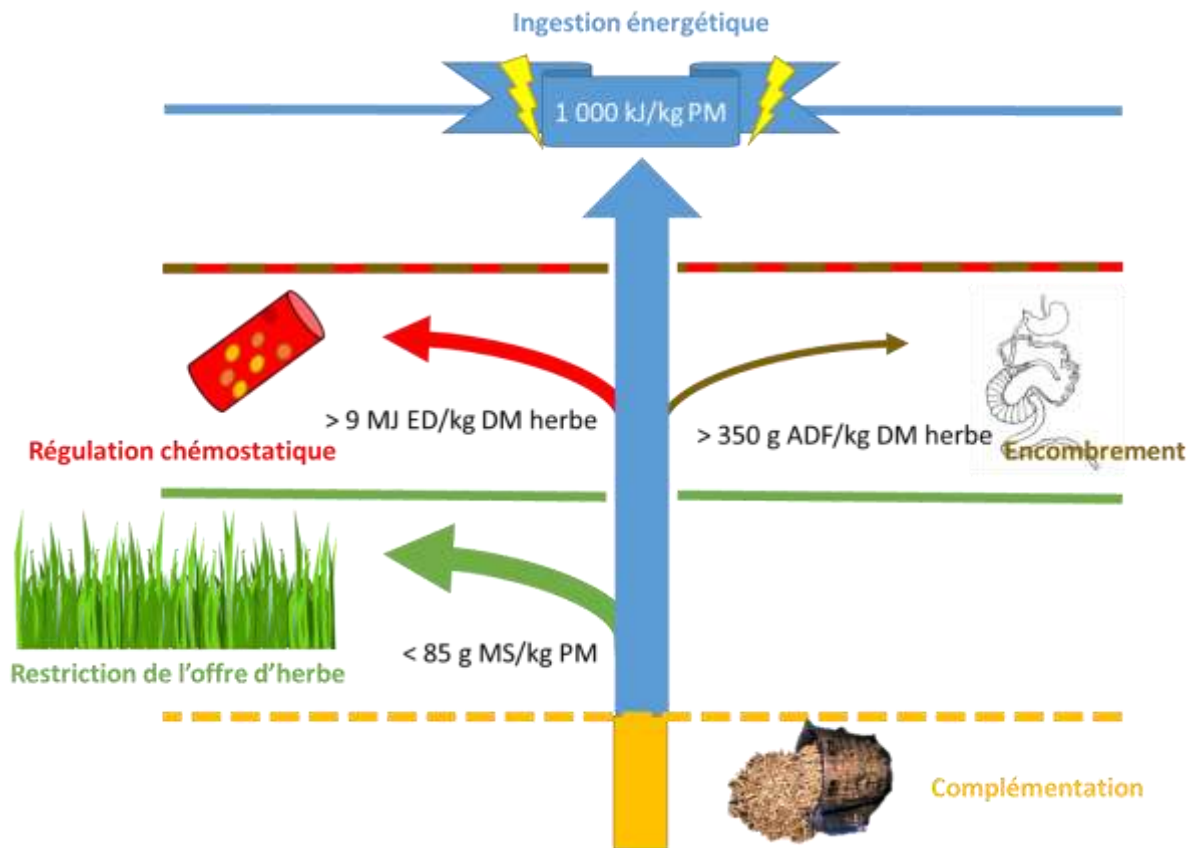 Ingestion énergétique
1 000 kJ/kg PM
> 9 MJ ED/kg DM herbe
> 350 g ADF/kg DM herbe
Régulation chémostatique
Encombrement
< 85 g MS/kg PM
Restriction de l'offre d'herbe
Complémentation